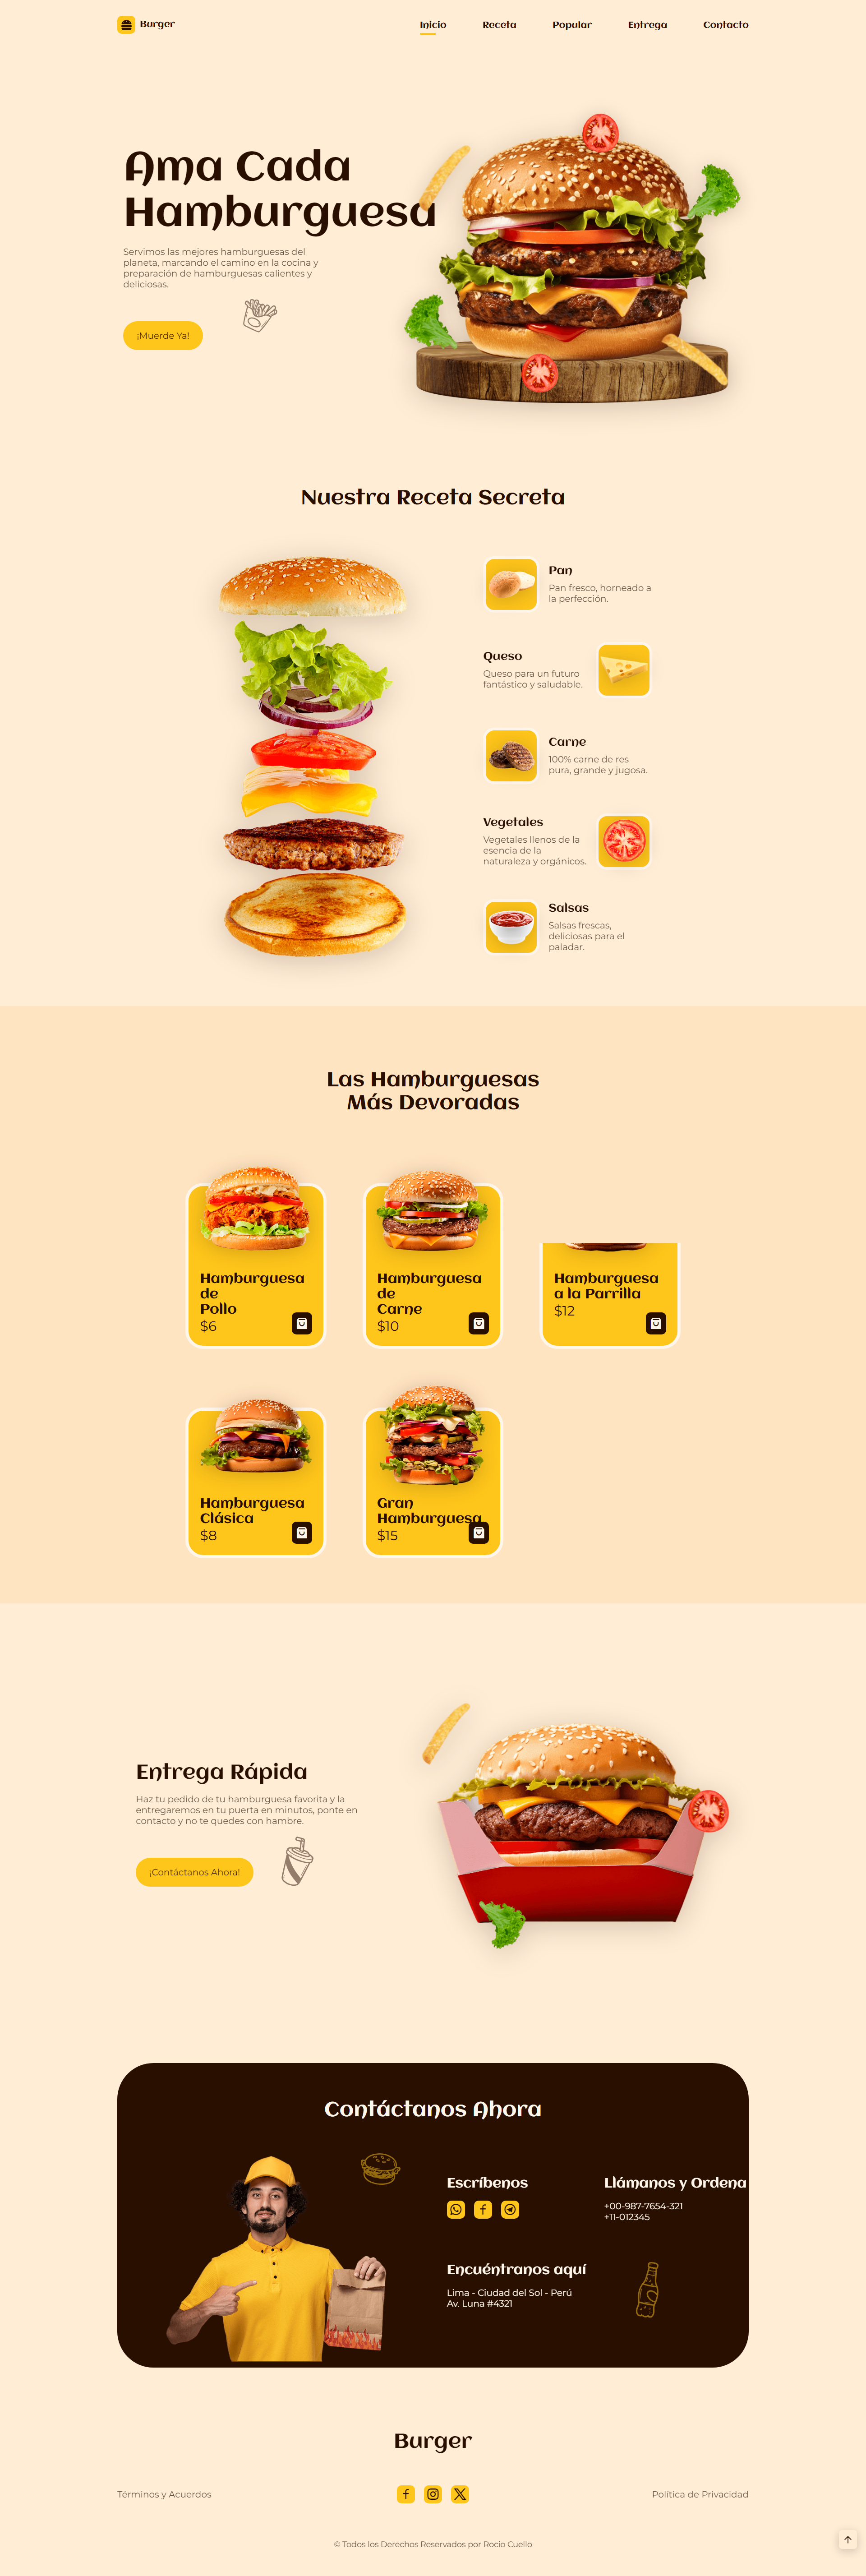 Burger
Inicio
Receta
Popular
Entrega
Contacto
Ama Cada
Hamburguesa
Servimos las mejores hamburguesas del
planeta, marcando el camino en la cocina y
preparación de hamburguesas calientes y
deliciosas.
¡Muerde Ya!
Nuestra Receta Secreta
Pan
Pan fresco, horneado a
la perfección.
Queso
Queso para un futuro
fantástico y saludable.
Carne
100% carne de res
pura, grande y jugosa.
Vegetales
Vegetales llenos de la
esencia de la
naturaleza y orgánicos.
Salsas
Salsas frescas,
deliciosas para el
paladar.
Las Hamburguesas
Más Devoradas
Hamburguesa
de
Pollo
$6
Hamburguesa
de
Carne
$10
Hamburguesa
a la Parrilla
$12
Hamburguesa
Clásica
$8
Gran
Hamburguesa
$15
Entrega Rápida
Haz tu pedido de tu hamburguesa favorita y la
entregaremos en tu puerta en minutos, ponte en
contacto y no te quedes con hambre.
¡Contáctanos Ahora!
Contáctanos Ahora
Escríbenos
Llámanos y Ordena
+00-987-7654-321
+11-012345
Encuéntranos aquí
Lima - Ciudad del Sol - Perú
Av. Luna #4321
Burger
Términos y Acuerdos
Política de Privacidad
© Todos los Derechos Reservados por Rocio Cuello